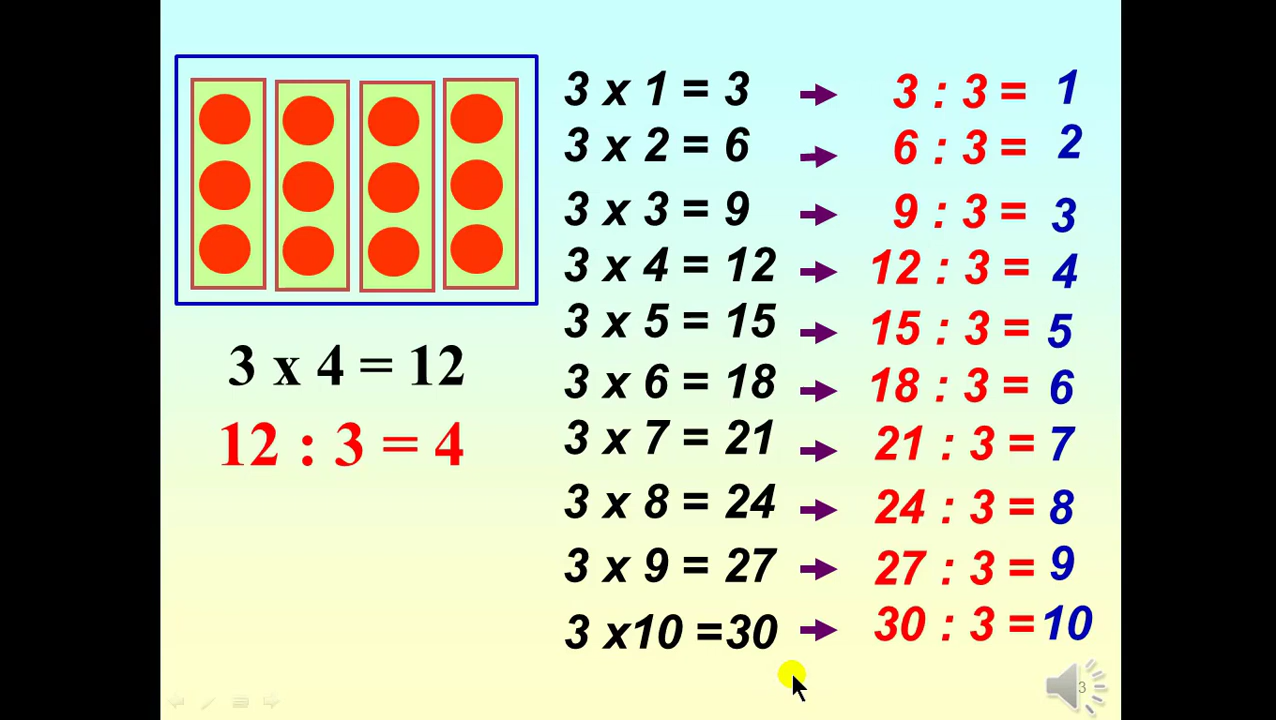 3 x 4 = 12
12 : 3 = 4
3 x 1 = 3 3 : 3 = 1
3 x 2 = 6 6 : 3 = 2
3 x 3 = 9 9 : 3 = 3
3 x 4 = 12 12 : 3 = 4
3 x 5 = 15 15 : 3 = 5
3 x 6 = 18 18 : 3 = 6
3 x 7 = 21 21 : 3 = 7
3 x 8 = 24 24 : 3 = 8
3 x 9 = 27 27 : 3 = 9
3 x10 =30 30 : 3 =10
3